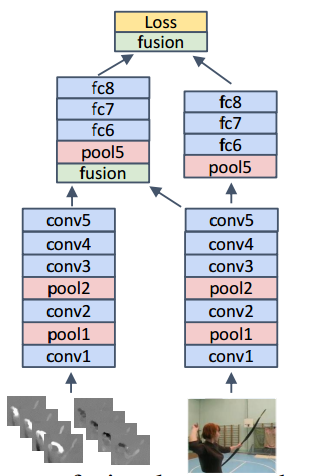 Loss
fusion
fc8
fc7
fc6
pool5
fusion
fc8
fc7
fc6
pool5
conv5
conv4
conv3
pool2
conv2
pool1
conv1
conv5
conv4
conv3
pool2
conv2
pool1
conv1